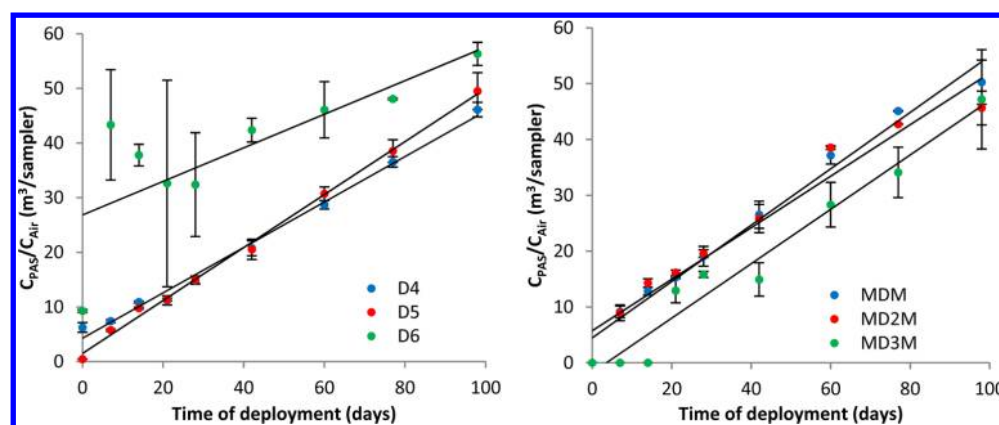 C_PAS/C_Air (m³/sampler)
60
50
40
30
20
10
0
0 20 40 60 80 100
Time of deployment (days)
D4
D5
D6
C_PAS/C_Air (m³/sampler)
60
50
40
30
20
10
0
0 20 40 60 80 100
Time of deployment (days)
MDM
MD2M
MD3M